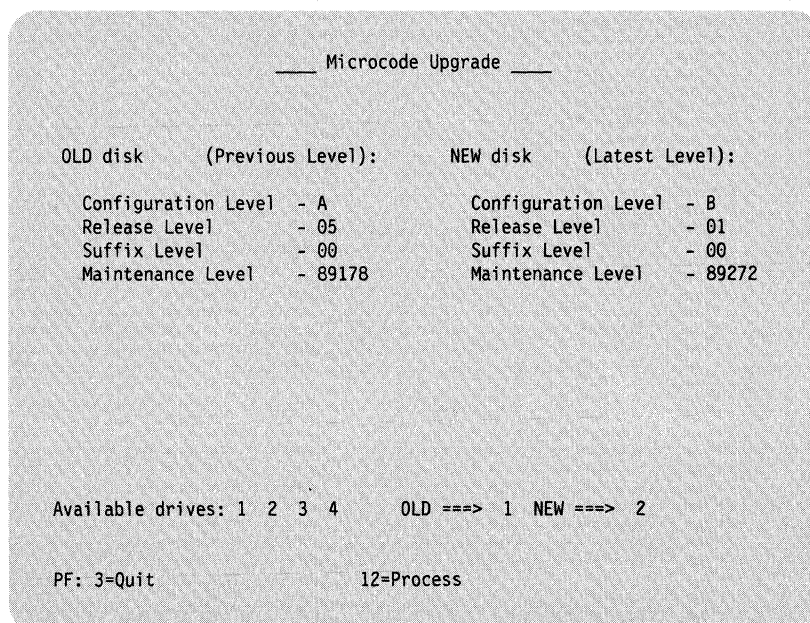 ____ Microcode Upgrade ____
OLD disk (Previous Level): NEW disk (Latest Level):
Configuration Level - A Configuration Level - B
Release Level - 05 Release Level - 01
Suffix Level - 00 Suffix Level - 00
Maintenance Level - 89178 Maintenance Level - 89272
Available drives: 1 2 3 4 OLD ===> 1 NEW ===> 2
PF: 3=Quit 12=Process